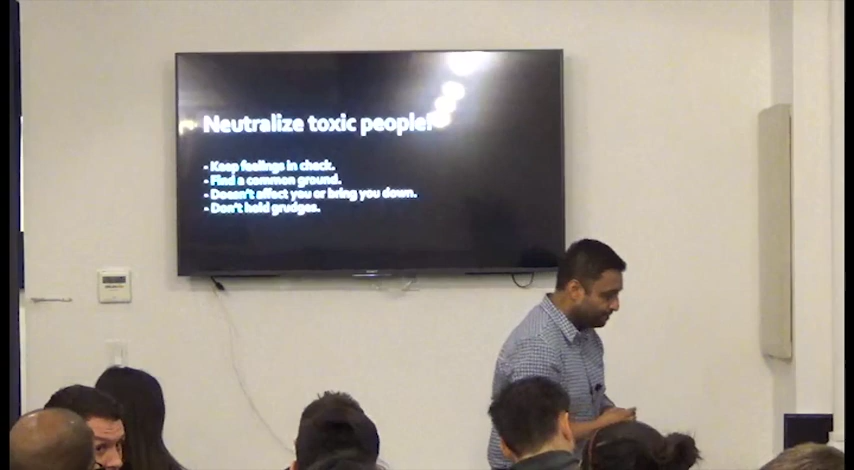 Neutralize toxic people!
- Keep feelings in check.
- Find a common ground.
- Doesn't affect you or bring you down.
- Don't hold grudges.